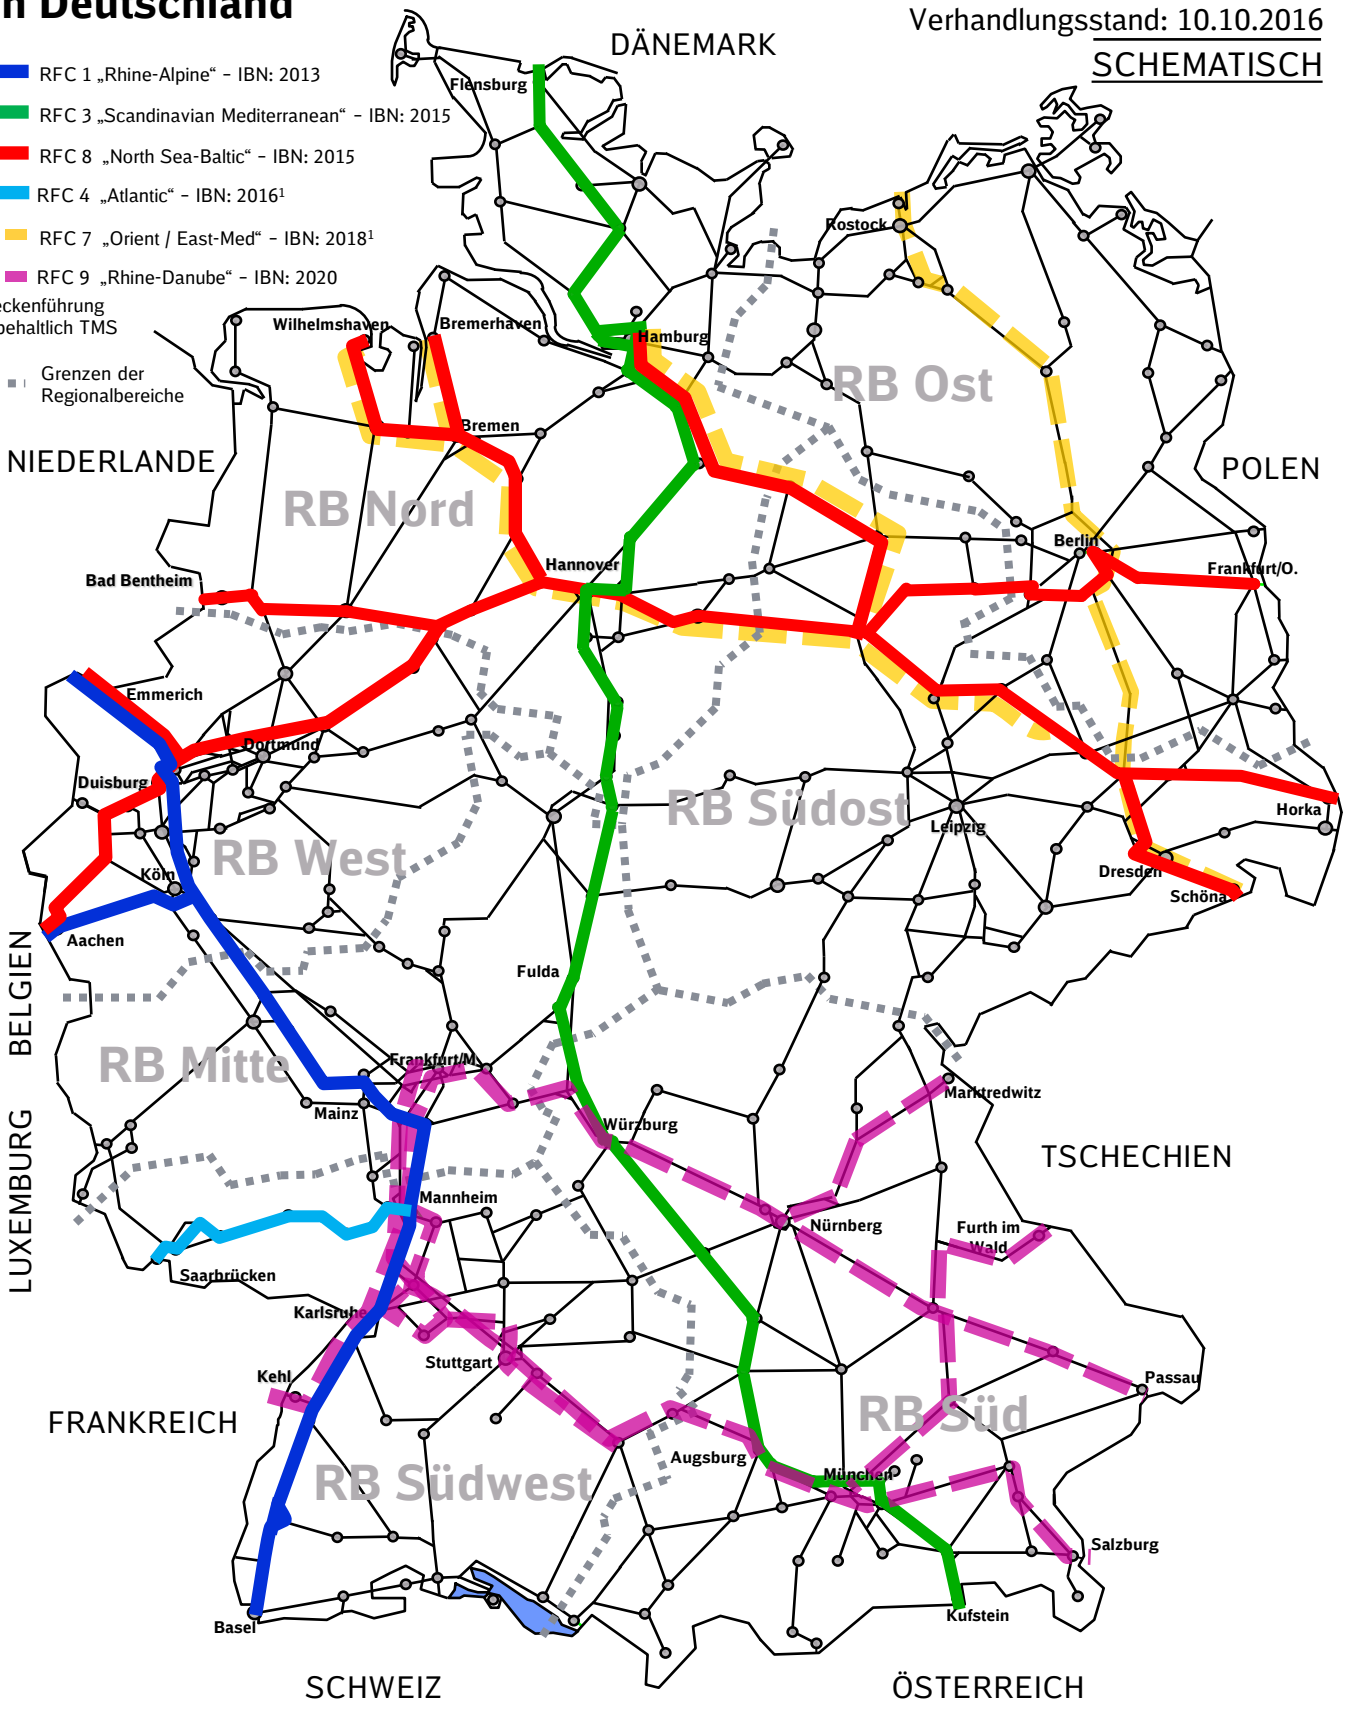 n Deutschland
Verhandlungsstand: 10.10.2016
SCHEMATISCH
RFC 1 „Rhine-Alpine“ – IBN: 2013
RFC 3 „Scandinavian Mediterranean“ – IBN: 2015
RFC 8 „North Sea-Baltic“ – IBN: 2015
RFC 4 „Atlantic“ – IBN: 2016¹
RFC 7 „Orient / East-Med“ – IBN: 2018¹
RFC 9 „Rhine-Danube“ – IBN: 2020
eckenführung
behaltlich TMS
Grenzen der
Regionalbereiche
DÄNEMARK
Flensburg
Rostock
Wilhelmshaven
Bremerhaven
Hamburg
RB Ost
Bremen
NIEDERLANDE
POLEN
RB Nord
Berlin
Hannover
Frankfurt/O.
Bad Bentheim
Emmerich
Dortmund
Duisburg
RB Südost
Horka
Leipzig
RB West
Köln
Dresden
Schöna
Aachen
BELGIEN
Fulda
RB Mitte
Frankfurt/M.
Marktredwitz
Mainz
Würzburg
LUXEMBURG
TSCHECHIEN
Mannheim
Nürnberg
Furth im
Wald
Saarbrücken
Karlsruhe
Stuttgart
Kehl
Passau
FRANKREICH
RB Süd
Augsburg
München
RB Südwest
Salzburg
Basel
Kufstein
SCHWEIZ
ÖSTERREICH